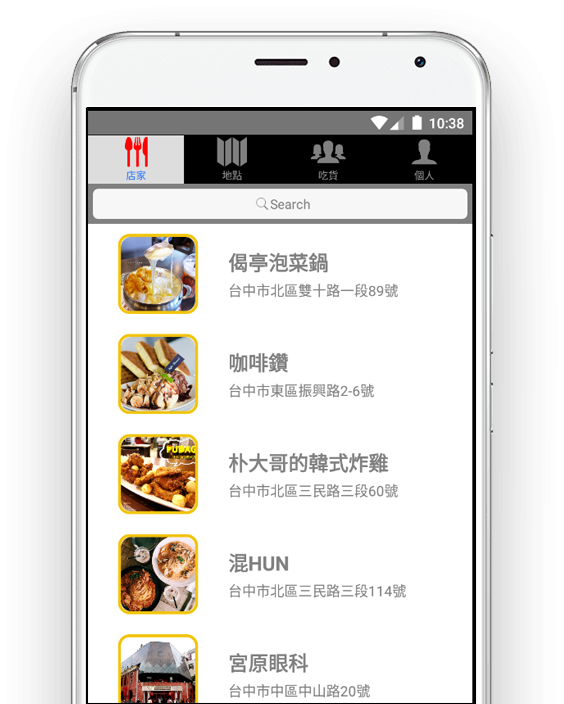 10:38
店家
地點
吃貨
個人
Search
偈亭泡菜鍋
台中市北區雙十路一段89號
咖啡鑽
台中市東區振興路2-6號
朴大哥的韓式炸雞
台中市北區三民路三段60號
混HUN
台中市北區三民路三段114號
宮原眼科
台中市中區中山路20號